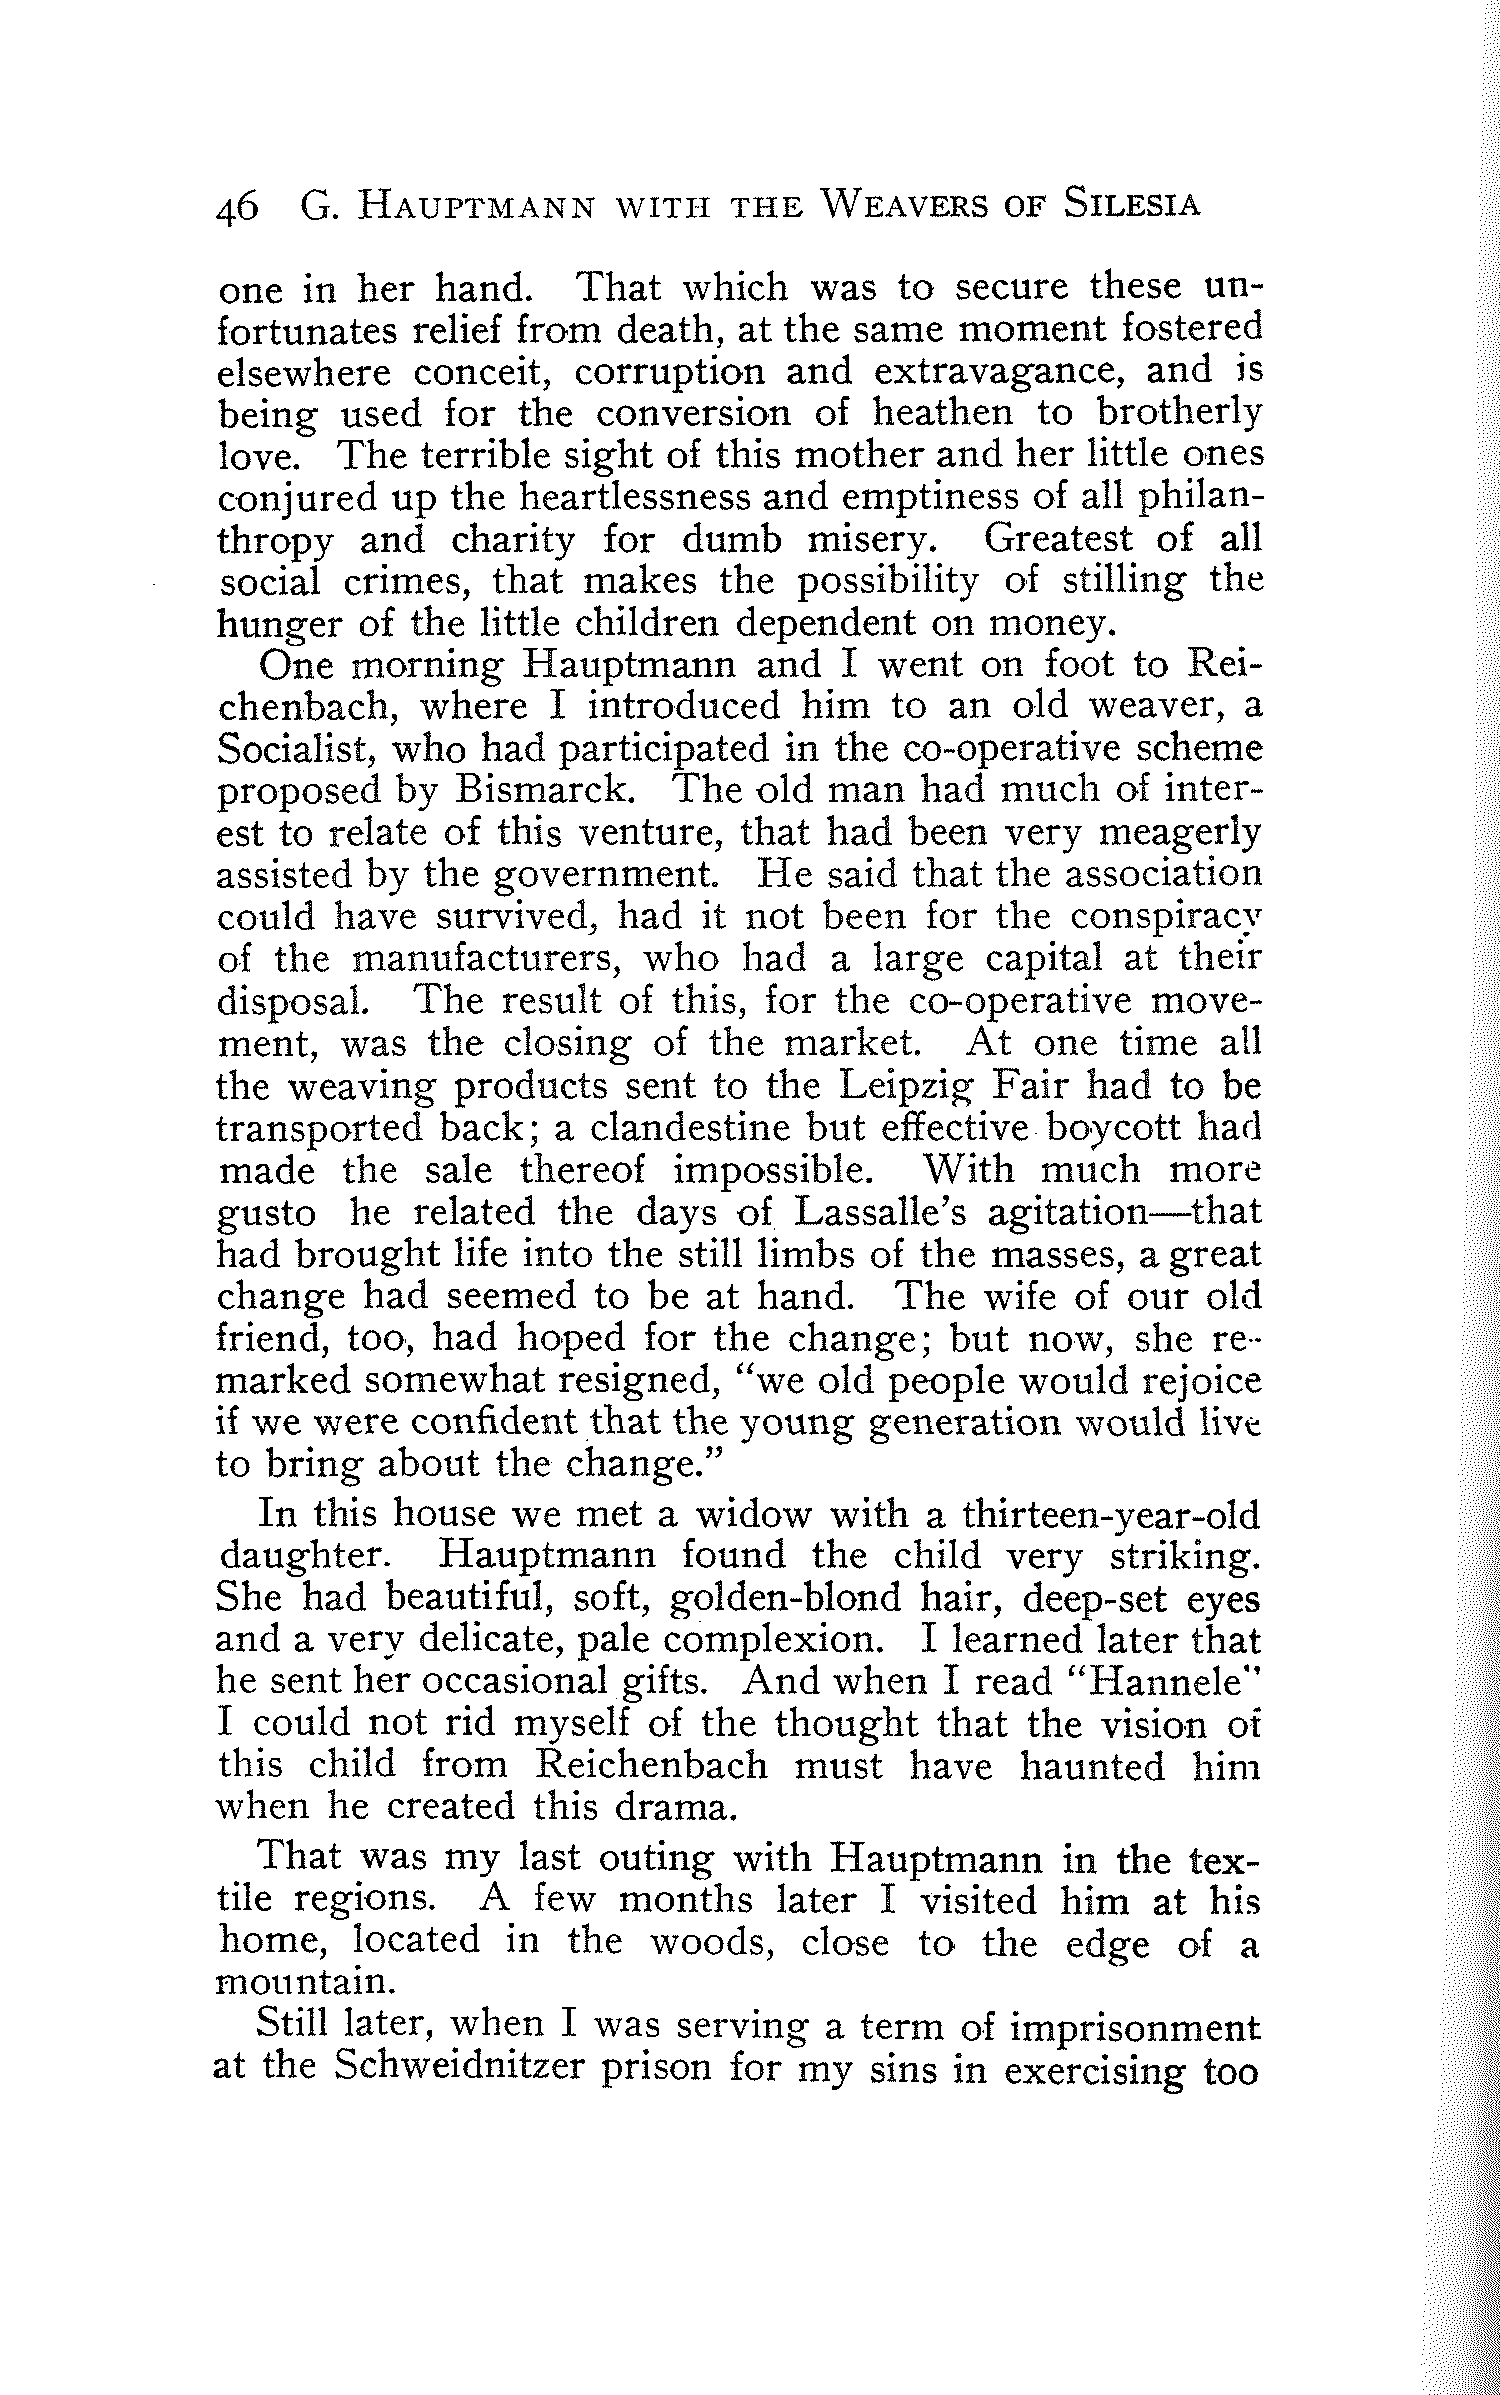 46 G. HAUPTMANN WITH THE WEAVERS OF SILESIA
one in her hand. That which was to secure these un-
fortunates relief from death, at the same moment fostered
elsewhere conceit, corruption and extravagance, and is
being used for the conversion of heathen to brotherly
love. The terrible sight of this mother and her little ones
conjured up the heartlessness and emptiness of all philan-
thropy and charity for dumb misery. Greatest of all
social crimes, that makes the possibility of stilling the
hunger of the little children dependent on money.
One morning Hauptmann and I went on foot to Rei-
chenbach, where I introduced him to an old weaver, a
Socialist, who had participated in the co-operative scheme
proposed by Bismarck. The old man had much of inter-
est to relate of this venture, that had been very meagerly
assisted by the government. He said that the association
could have survived, had it not been for the conspiracy
of the manufacturers, who had a large capital at their
disposal. The result of this, for the co-operative move-
ment, was the closing of the market. At one time all
the weaving products sent to the Leipzig Fair had to be
transported back; a clandestine but effective boycott had
made the sale thereof impossible. With much more
gusto he related the days of Lassalle's agitation—that
had brought life into the still limbs of the masses, a great
change had seemed to be at hand. The wife of our old
friend, too, had hoped for the change; but now, she re-
marked somewhat resigned, "we old people would rejoice
if we were confident that the young generation would live
to bring about the change."
In this house we met a widow with a thirteen-year-old
daughter. Hauptmann found the child very striking.
She had beautiful, soft, golden-blond hair, deep-set eyes
and a very delicate, pale complexion. I learned later that
he sent her occasional gifts. And when I read "Hannele"
I could not rid myself of the thought that the vision of
this child from Reichenbach must have haunted him
when he created this drama.
That was my last outing with Hauptmann in the tex-
tile regions. A few months later I visited him at his
home, located in the woods, close to the edge of a
mountain.
Still later, when I was serving a term of imprisonment
at the Schweidnitzer prison for my sins in exercising too